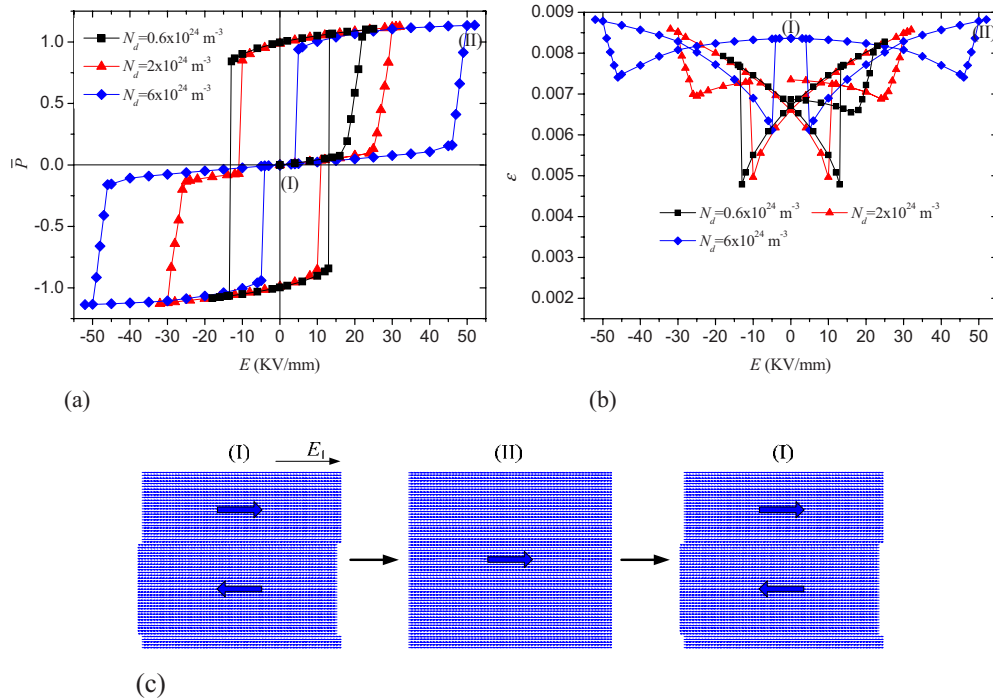 N_d=0.6x10^24 m^-3
N_d=2x10^24 m^-3
N_d=6x10^24 m^-3
(II)
(I)
1.0
0.5
0.0
-0.5
-1.0
P̄
-50 -40 -30 -20 -10 0 10 20 30 40 50
E (KV/mm)
(a)
(I)
(II)
0.009
0.008
0.007
0.006
0.005
0.004
0.003
0.002
ε
N_d=0.6x10^24 m^-3
N_d=2x10^24 m^-3
N_d=6x10^24 m^-3
-50 -40 -30 -20 -10 0 10 20 30 40 50
E (KV/mm)
(b)
(I) E_1 (II) (I)
(c)